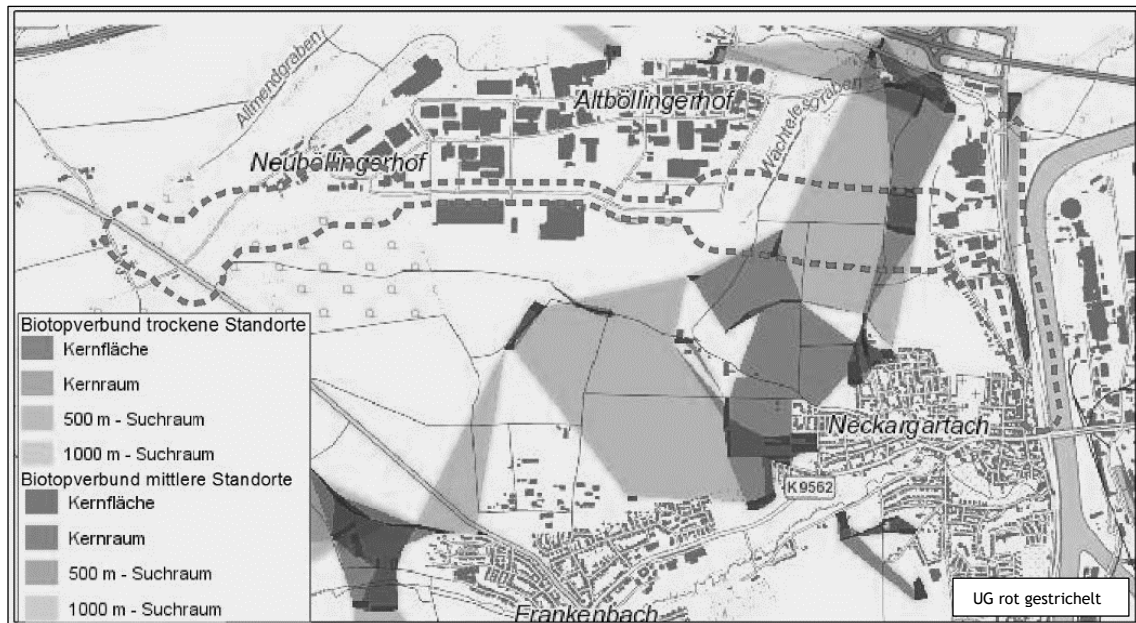 Allmendgraben
Altböllingerhof
Wächtelesgraben
Neuböllingerhof
Biotopverbund trockene Standorte
Kernfläche
Kernraum
500 m - Suchraum
1000 m - Suchraum
Biotopverbund mittlere Standorte
Kernfläche
Kernraum
500 m - Suchraum
1000 m - Suchraum
Neckargartach
K 9562
Frankenbach
UG rot gestrichelt